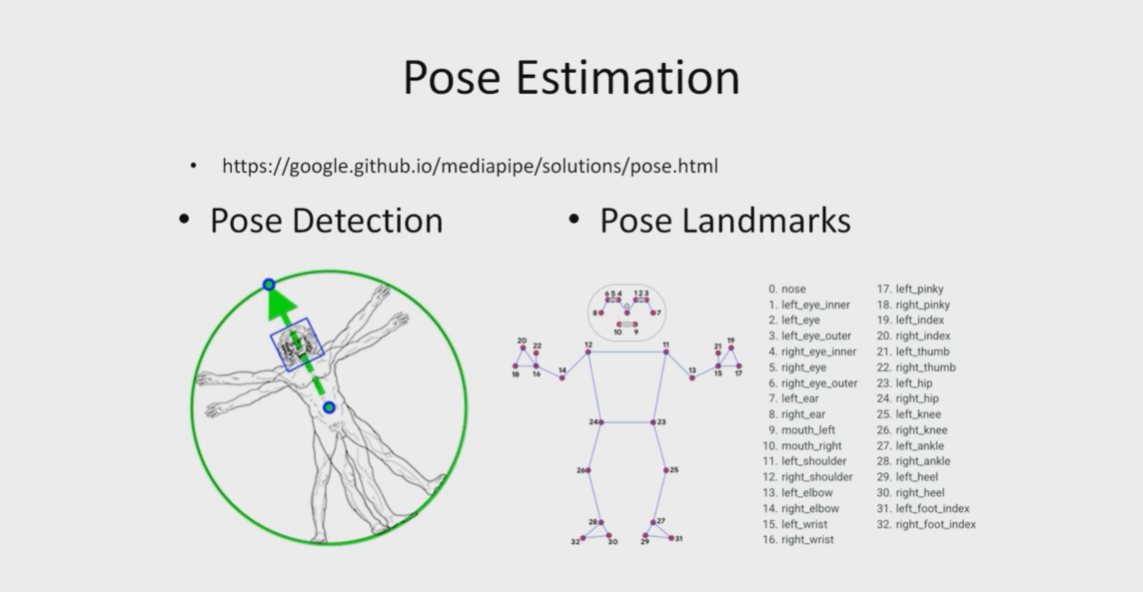 Pose Estimation
• https://google.github.io/mediapipe/solutions/pose.html
• Pose Detection
• Pose Landmarks
6 5 4 1 2 3
8 0 7
10 9
20 22 12 11 21 19
18 16 14 13 15 17
24 23
26 25
28 27
32 30 29 31
0. nose
1. left_eye_inner
2. left_eye
3. left_eye_outer
4. right_eye_inner
5. right_eye
6. right_eye_outer
7. left_ear
8. right_ear
9. mouth_left
10. mouth_right
11. left_shoulder
12. right_shoulder
13. left_elbow
14. right_elbow
15. left_wrist
16. right_wrist
17. left_pinky
18. right_pinky
19. left_index
20. right_index
21. left_thumb
22. right_thumb
23. left_hip
24. right_hip
25. left_knee
26. right_knee
27. left_ankle
28. right_ankle
29. left_heel
30. right_heel
31. left_foot_index
32. right_foot_index